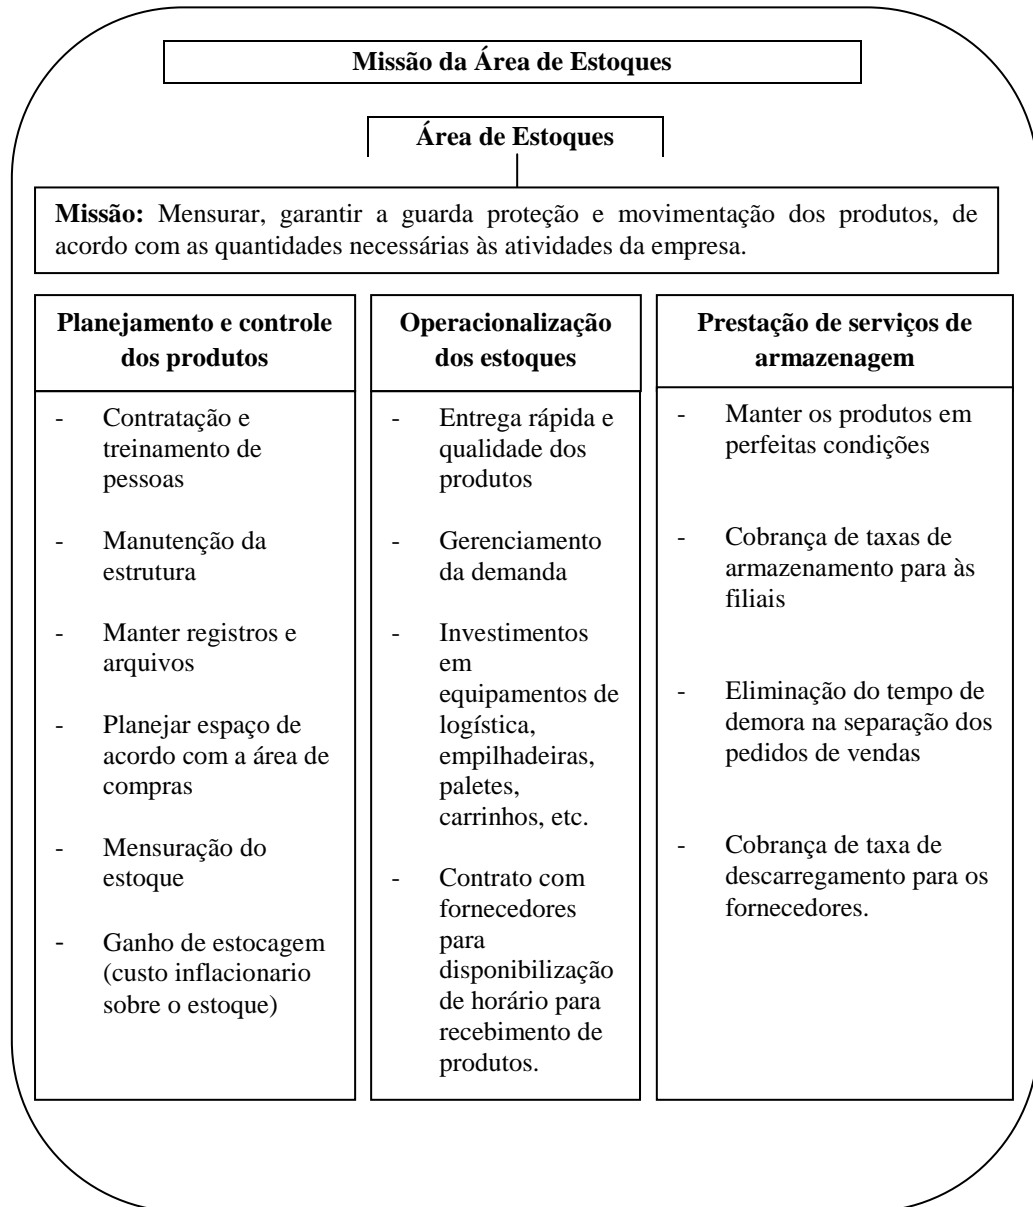 Missão da Área de Estoques
Área de Estoques
Missão: Mensurar, garantir a guarda proteção e movimentação dos produtos, de
acordo com as quantidades necessárias às atividades da empresa.
Planejamento e controle
dos produtos
- Contratação e
treinamento de
pessoas
- Manutenção da
estrutura
- Manter registros e
arquivos
- Planejar espaço de
acordo com a área de
compras
- Mensuração do
estoque
- Ganho de estocagem
(custo inflacionario
sobre o estoque)
Operacionalização
dos estoques
- Entrega rápida e
qualidade dos
produtos
- Gerenciamento
da demanda
- Investimentos
em
equipamentos de
logística,
empilhadeiras,
paletes,
carrinhos, etc.
- Contrato com
fornecedores
para
disponibilização
de horário para
recebimento de
produtos.
Prestação de serviços de
armazenagem
- Manter os produtos em
perfeitas condições
- Cobrança de taxas de
armazenamento para às
filiais
- Eliminação do tempo de
demora na separação dos
pedidos de vendas
- Cobrança de taxa de
descarregamento para os
fornecedores.